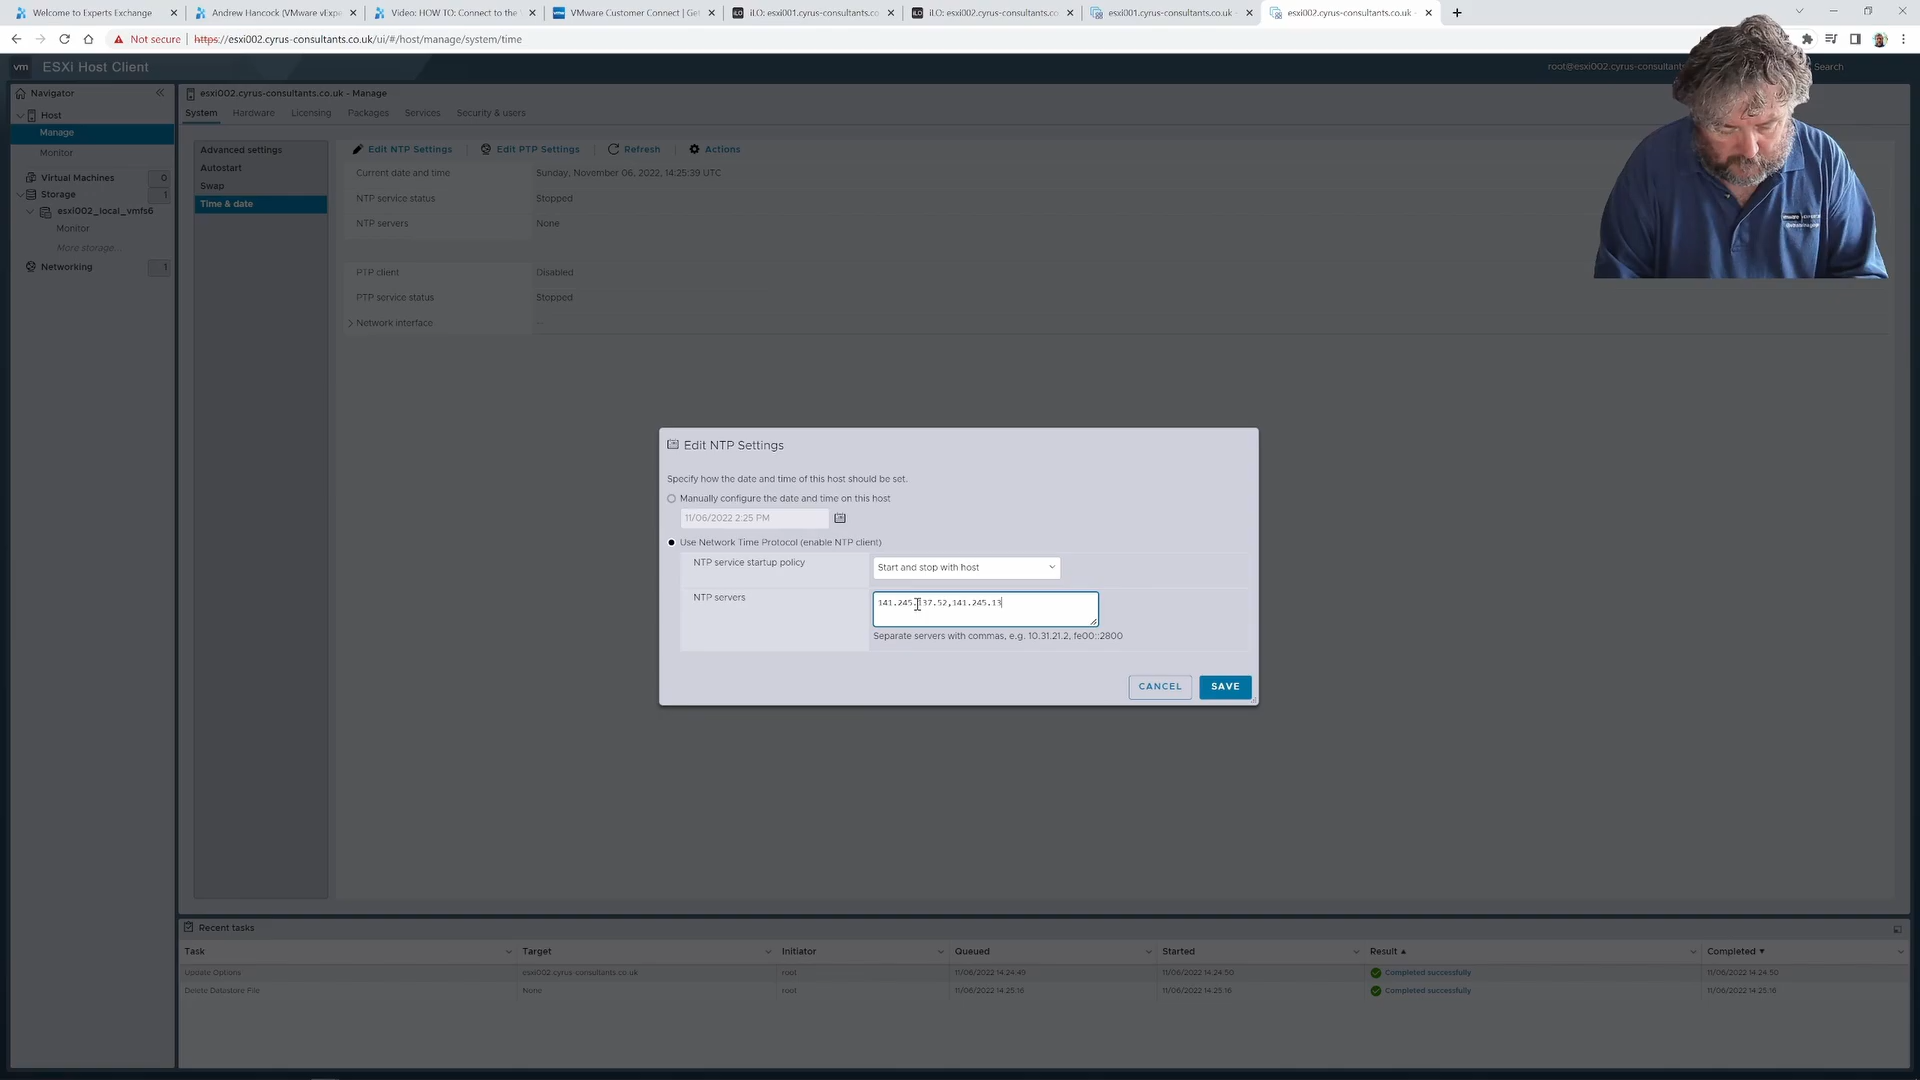 Welcome to Experts Exchange
Andrew Hancock (VMware vExpe
Video: HOW TO: Connect to the
VMware Customer Connect | Get
iLO: esxi001.cyrus-consultants.co
iLO: esxi002.cyrus-consultants.co
esxi001.cyrus-consultants.co.uk
esxi002.cyrus-consultants.co.uk
Not secure
https://esxi002.cyrus-consultants.co.uk/ui/#/host/manage/system/time
vm ESXi Host Client
root@esxi002.cyrus-consultants
Search
Navigator
Host
Manage
Monitor
Virtual Machines 0
Storage 1
esxi002_local_vmfs6
Monitor
More storage...
Networking 1
esxi002.cyrus-consultants.co.uk - Manage
System Hardware Licensing Packages Services Security & users
Advanced settings
Autostart
Swap
Time & date
Edit NTP Settings Edit PTP Settings Refresh Actions
Current date and time Sunday, November 06, 2022, 14:25:39 UTC
NTP service status Stopped
NTP servers None
PTP client Disabled
PTP service status Stopped
Network interface --
Edit NTP Settings
Specify how the date and time of this host should be set.
Manually configure the date and time on this host
11/06/2022 2:25 PM
Use Network Time Protocol (enable NTP client)
NTP service startup policy Start and stop with host
NTP servers 141.245.137.52,141.245.13
Separate servers with commas, e.g. 10.31.21.2, fe00::2800
CANCEL SAVE
Recent tasks
Task Target Initiator Queued Started Result Completed
Update Options esxi002.cyrus-consultants.co.uk root 11/06/2022 14:24:49 11/06/2022 14:24:50 Completed successfully 11/06/2022 14:24:50
Delete Datastore File None root 11/06/2022 14:25:16 11/06/2022 14:25:16 Completed successfully 11/06/2022 14:25:16